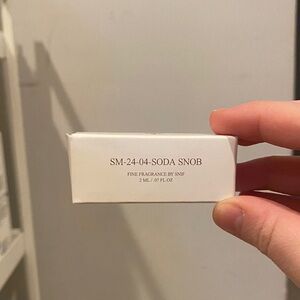 SM-24-04-SODA SNOB
FINE FRAGRANCE BY SNIF
2 ML / .07 FL OZ